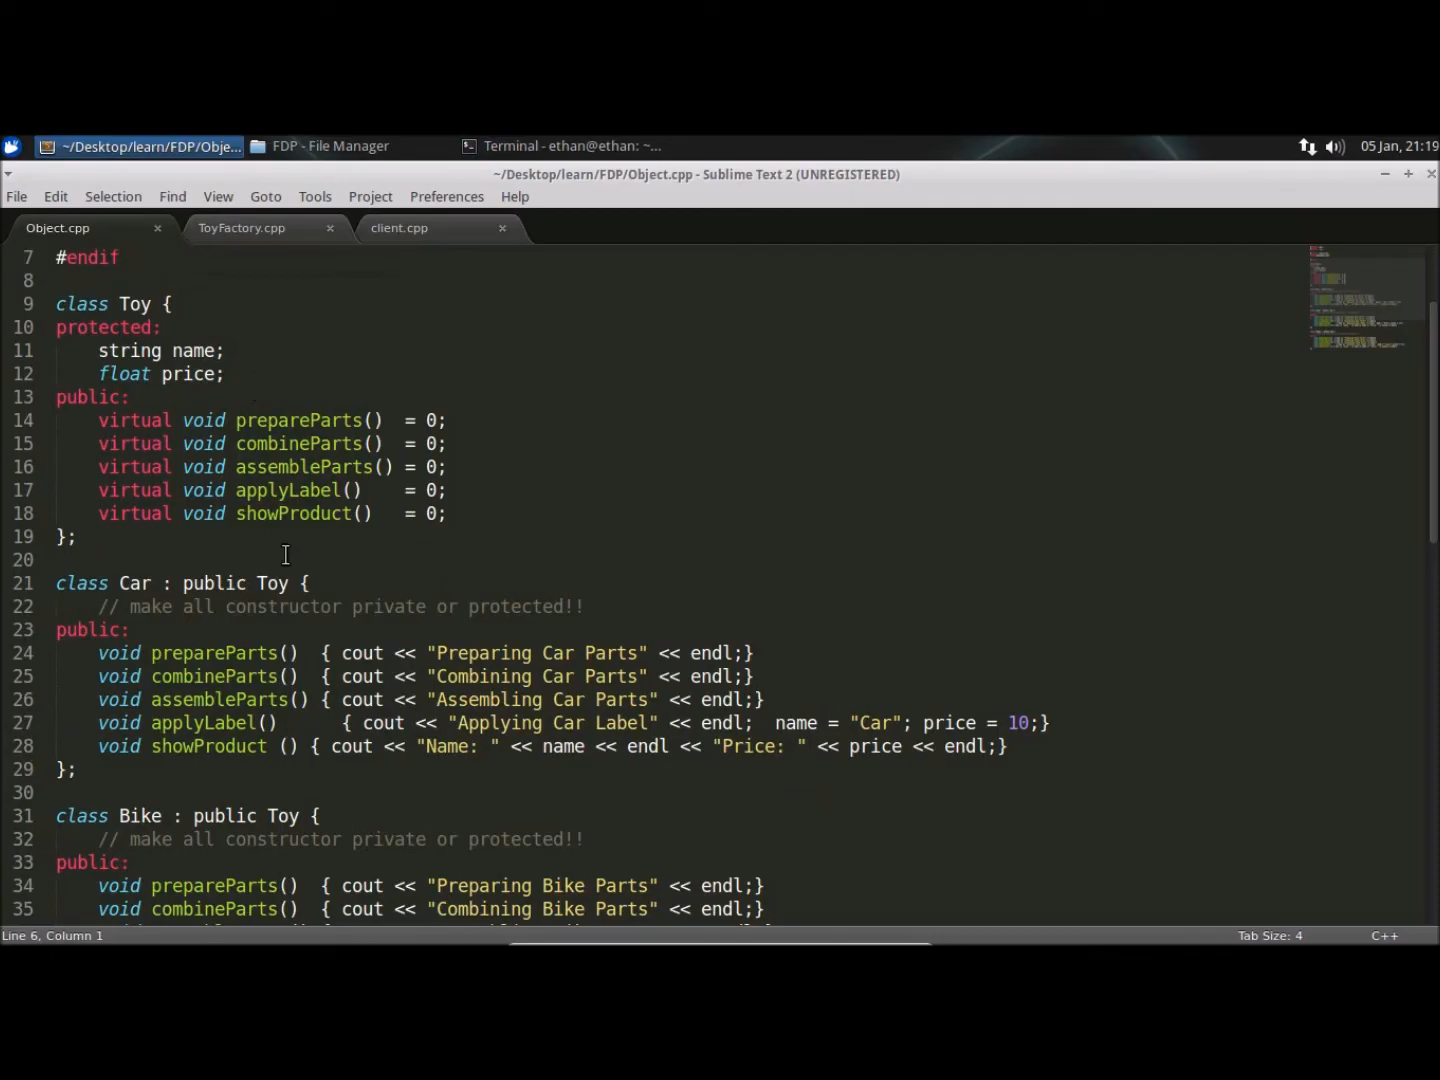 ~/Desktop/learn/FDP/Obje... FDP - File Manager Terminal - ethan@ethan: ~... 05 Jan, 21:19
~/Desktop/learn/FDP/Object.cpp - Sublime Text 2 (UNREGISTERED)
File Edit Selection Find View Goto Tools Project Preferences Help
Object.cpp × ToyFactory.cpp × client.cpp ×
7 #endif
8
9 class Toy {
10 protected:
11     string name;
12     float price;
13 public:
14     virtual void prepareParts()  = 0;
15     virtual void combineParts()  = 0;
16     virtual void assembleParts() = 0;
17     virtual void applyLabel()    = 0;
18     virtual void showProduct()   = 0;
19 };
20
21 class Car : public Toy {
22     // make all constructor private or protected!!
23 public:
24     void prepareParts()  { cout << "Preparing Car Parts" << endl;}
25     void combineParts()  { cout << "Combining Car Parts" << endl;}
26     void assembleParts() { cout << "Assembling Car Parts" << endl;}
27     void applyLabel()      { cout << "Applying Car Label" << endl;  name = "Car"; price = 10;}
28     void showProduct () { cout << "Name: " << name << endl << "Price: " << price << endl;}
29 };
30
31 class Bike : public Toy {
32     // make all constructor private or protected!!
33 public:
34     void prepareParts()  { cout << "Preparing Bike Parts" << endl;}
35     void combineParts()  { cout << "Combining Bike Parts" << endl;}
Line 6, Column 1 Tab Size: 4 C++